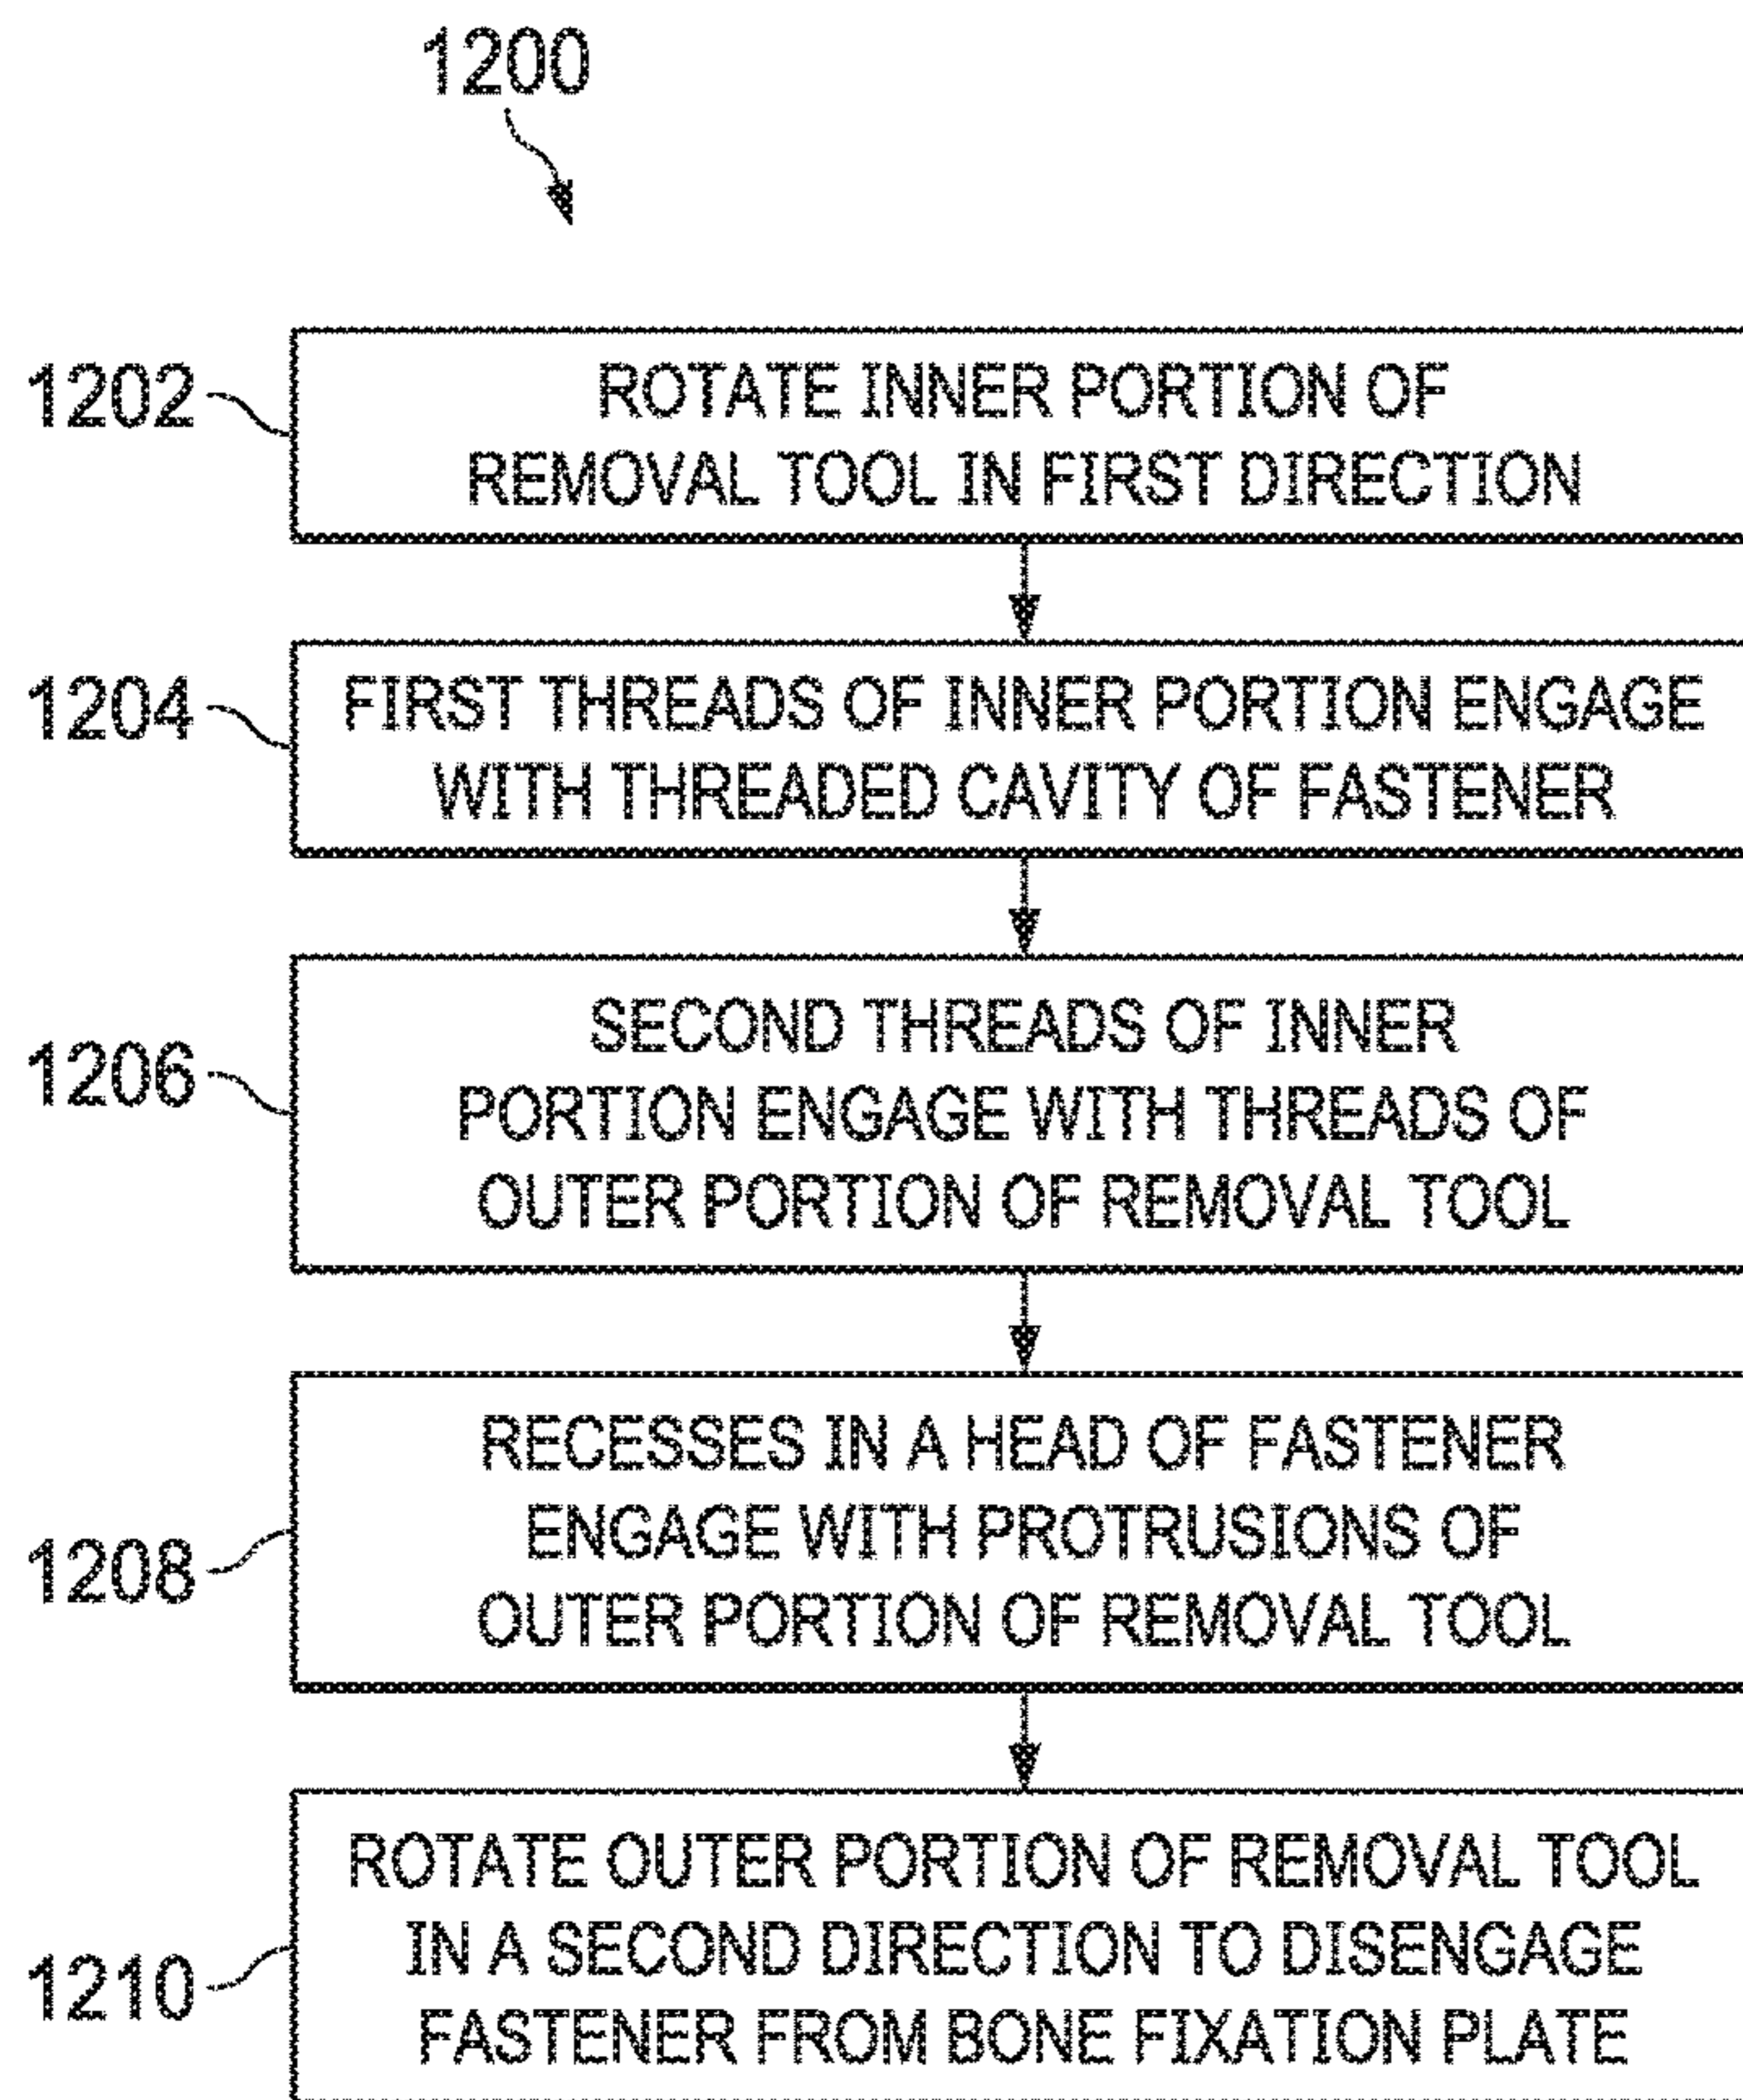 1200
1202
ROTATE INNER PORTION OF
REMOVAL TOOL IN FIRST DIRECTION
1204
FIRST THREADS OF INNER PORTION ENGAGE
WITH THREADED CAVITY OF FASTENER
1206
SECOND THREADS OF INNER
PORTION ENGAGE WITH THREADS OF
OUTER PORTION OF REMOVAL TOOL
1208
RECESSES IN A HEAD OF FASTENER
ENGAGE WITH PROTRUSIONS OF
OUTER PORTION OF REMOVAL TOOL
1210
ROTATE OUTER PORTION OF REMOVAL TOOL
IN A SECOND DIRECTION TO DISENGAGE
FASTENER FROM BONE FIXATION PLATE